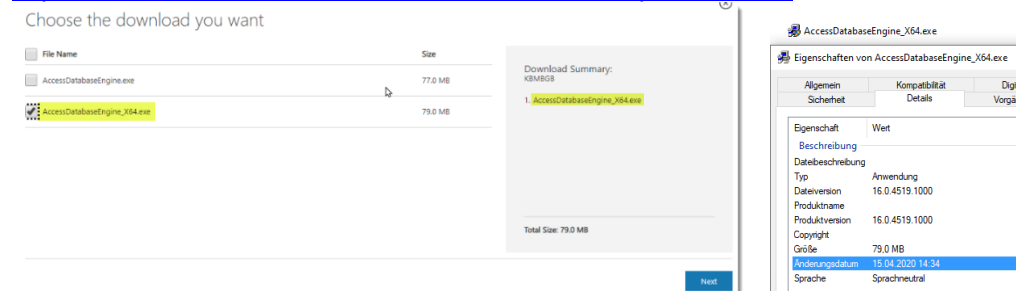 Choose the download you want
File Name Size
AccessDatabaseEngine.exe 77.0 MB
AccessDatabaseEngine_X64.exe 79.0 MB
Download Summary:
KBMBGB
1. AccessDatabaseEngine_X64.exe
Total Size: 79.0 MB
Next
AccessDatabaseEngine_X64.exe
Eigenschaften von AccessDatabaseEngine_X64.exe
Allgemein Kompatibilität Digi
Sicherheit Details Vorgä
Eigenschaft Wert
Beschreibung
Dateibeschreibung
Typ Anwendung
Dateiversion 16.0.4519.1000
Produktname
Produktversion 16.0.4519.1000
Copyright
Größe 79,0 MB
Änderungsdatum 15.04.2020 14:34
Sprache Sprachneutral